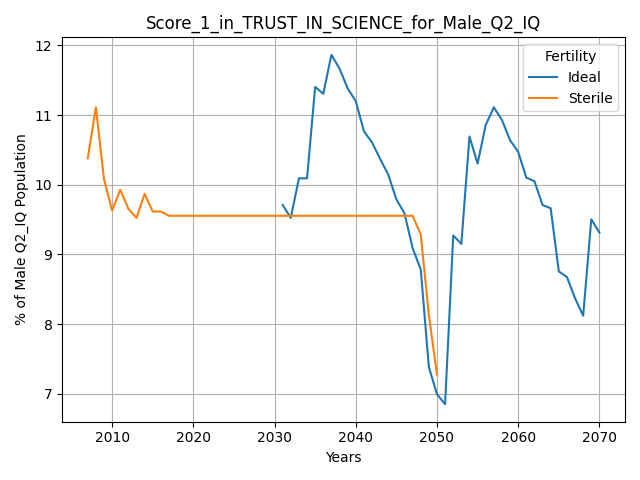 Score_1_in_TRUST_IN_SCIENCE_for_Male_Q2_IQ
Fertility
Ideal
Sterile
% of Male Q2_IQ Population
12
11
10
9
8
7
2010 2020 2030 2040 2050 2060 2070
Years